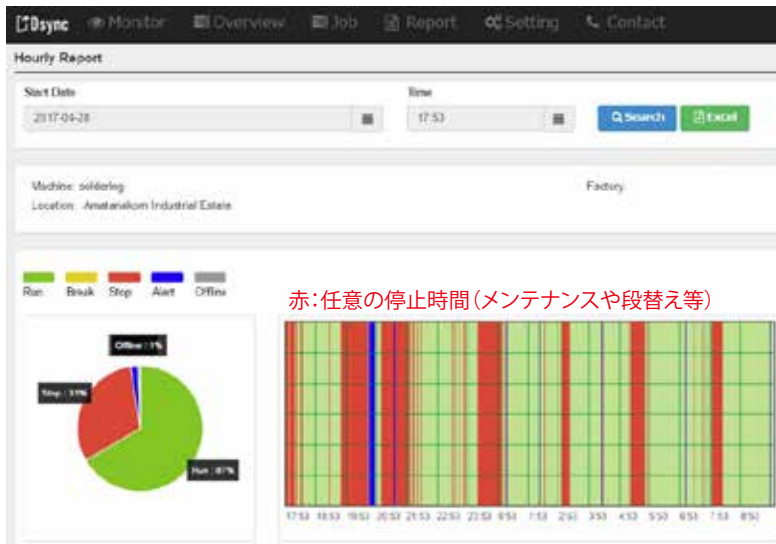 Dsync Monitor Overview Job Report Setting Contact
Hourly Report
Start Date Time
2017-04-28 17:53 Search Excel
Machine: soldering Factory:
Location: Amatanakorn Industrial Estate
Run Break Stop Alert Offline
赤：任意の停止時間（メンテナンスや段替え等）
Offline : 1%
Stop : 31%
Run : 67%
17:53 18:53 19:53 20:53 21:53 22:53 23:53 0:53 1:53 2:53 3:53 4:53 5:53 6:53 7:53 8:53